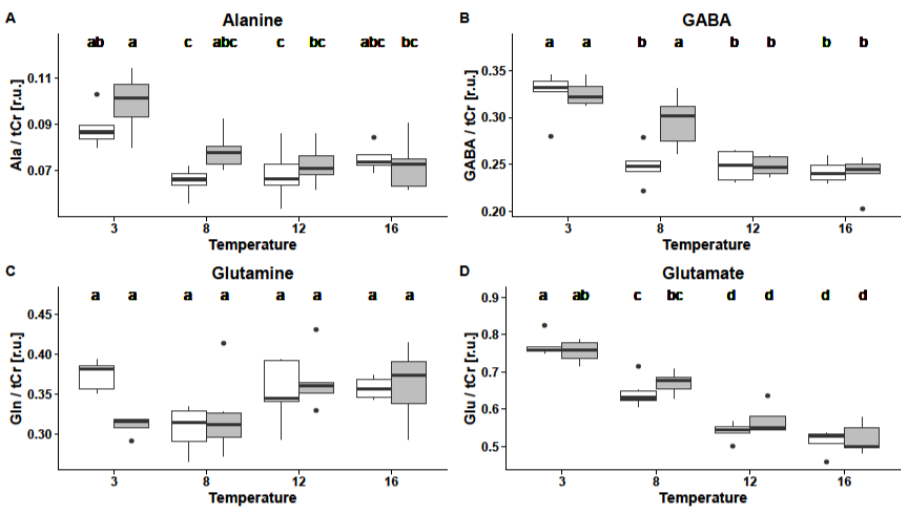 A Alanine
ab a c abc c bc abc bc
0.11
0.09
0.07
Ala / tCr [r.u.]
3 8 12 16
Temperature
B GABA
a a b a b b b b
0.35
0.30
0.25
0.20
GABA / tCr [r.u.]
3 8 12 16
Temperature
C Glutamine
a a a a a a a a
0.45
0.40
0.35
0.30
Gln / tCr [r.u.]
3 8 12 16
Temperature
D Glutamate
a ab c bc d d d d
0.9
0.8
0.7
0.6
0.5
Glu / tCr [r.u.]
3 8 12 16
Temperature